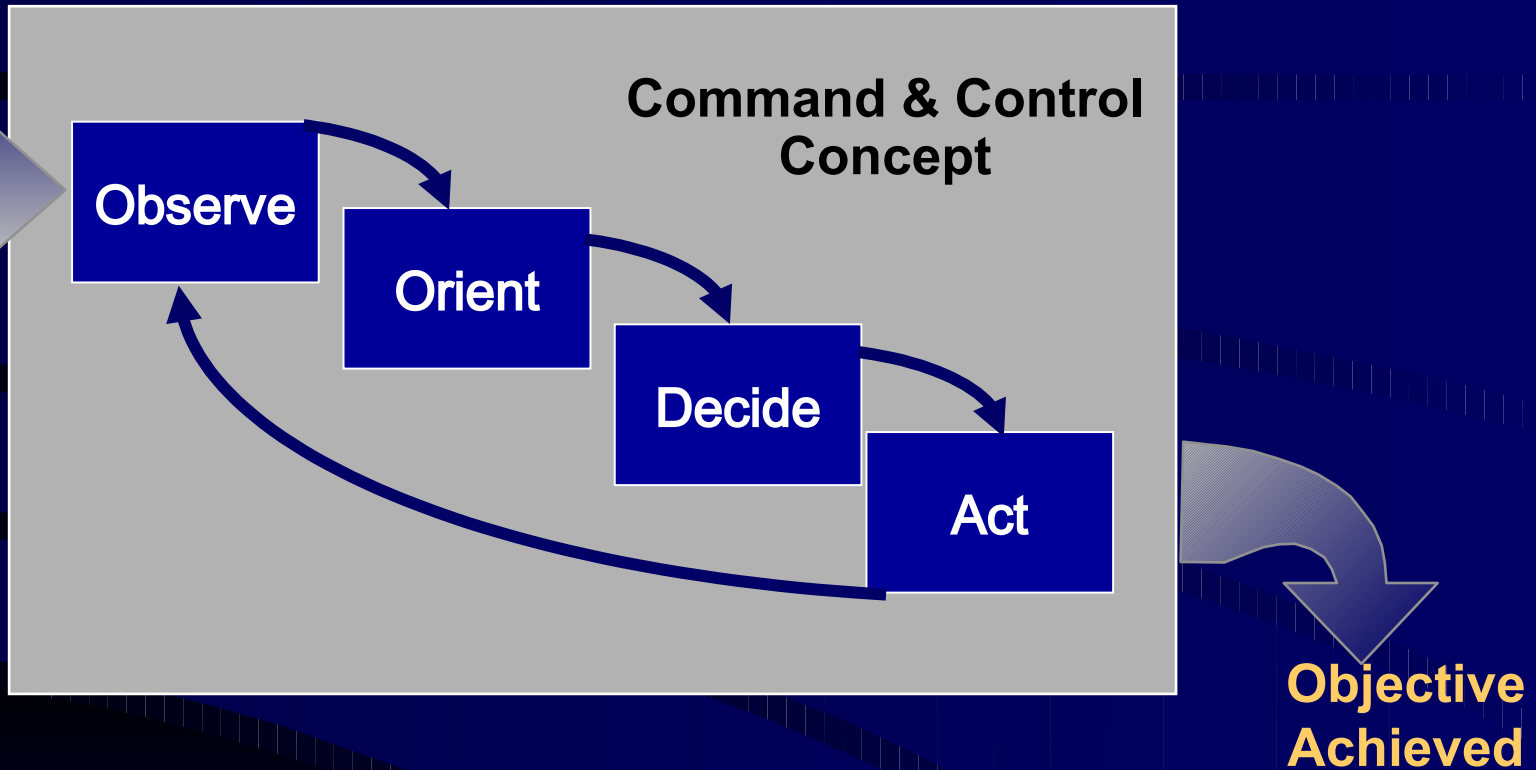 Command & Control
Concept
Observe
Orient
Decide
Act
Objective
Achieved